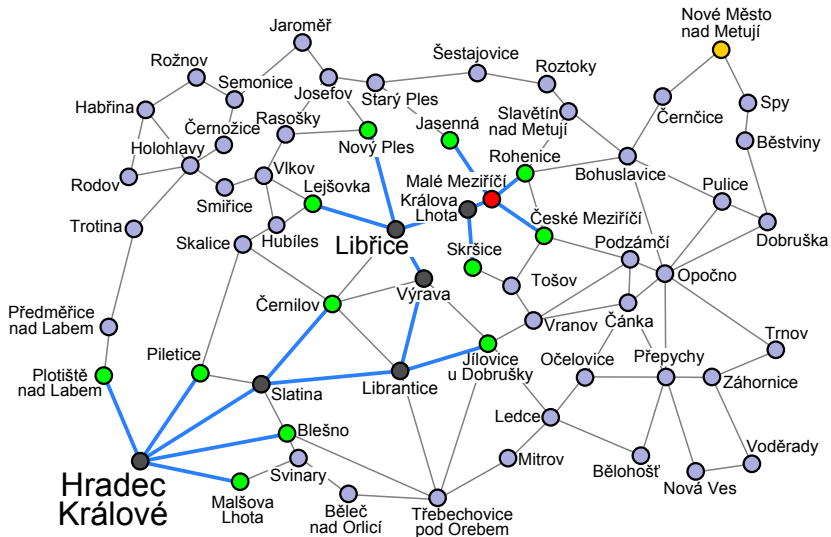 Nové Město
nad Metují
Jaroměř
Šestajovice
Rožnov
Semonice
Josefov
Starý Ples
Roztoky
Habřina
Černožice
Rasošky
Jasenná
Slavětín
nad Metují
Černčice
Spy
Holohlavy
Nový Ples
Rohenice
Běstviny
Rodov
Vlkov
Lejšovka
Malé Meziříčí
Bohuslavice
Smiřice
Králova
Lhota
Pulice
Trotina
Hubíles
Libřice
České Meziříčí
Dobruška
Skalice
Skršice
Podzámčí
Opočno
Výrava
Tošov
Černilov
Předměřice
nad Labem
Vranov
Čánka
Trnov
Piletice
Jílovice
u Dobrušky
Očelovice
Přepychy
Plotiště
nad Labem
Slatina
Librantice
Záhornice
Blešno
Ledce
Voděrady
Hradec
Králové
Svinary
Mitrov
Bělohošť
Nová Ves
Malšova
Lhota
Běleč
nad Orlicí
Třebechovice
pod Orebem